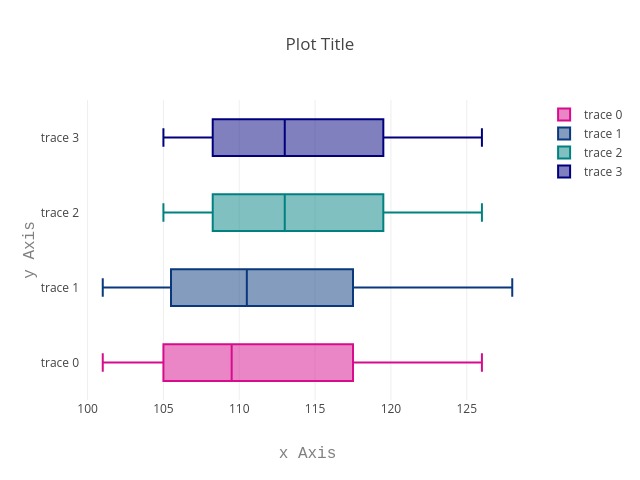 Plot Title
trace 0
trace 1
trace 2
trace 3
trace 3
trace 2
trace 1
trace 0
y Axis
100 105 110 115 120 125
x Axis